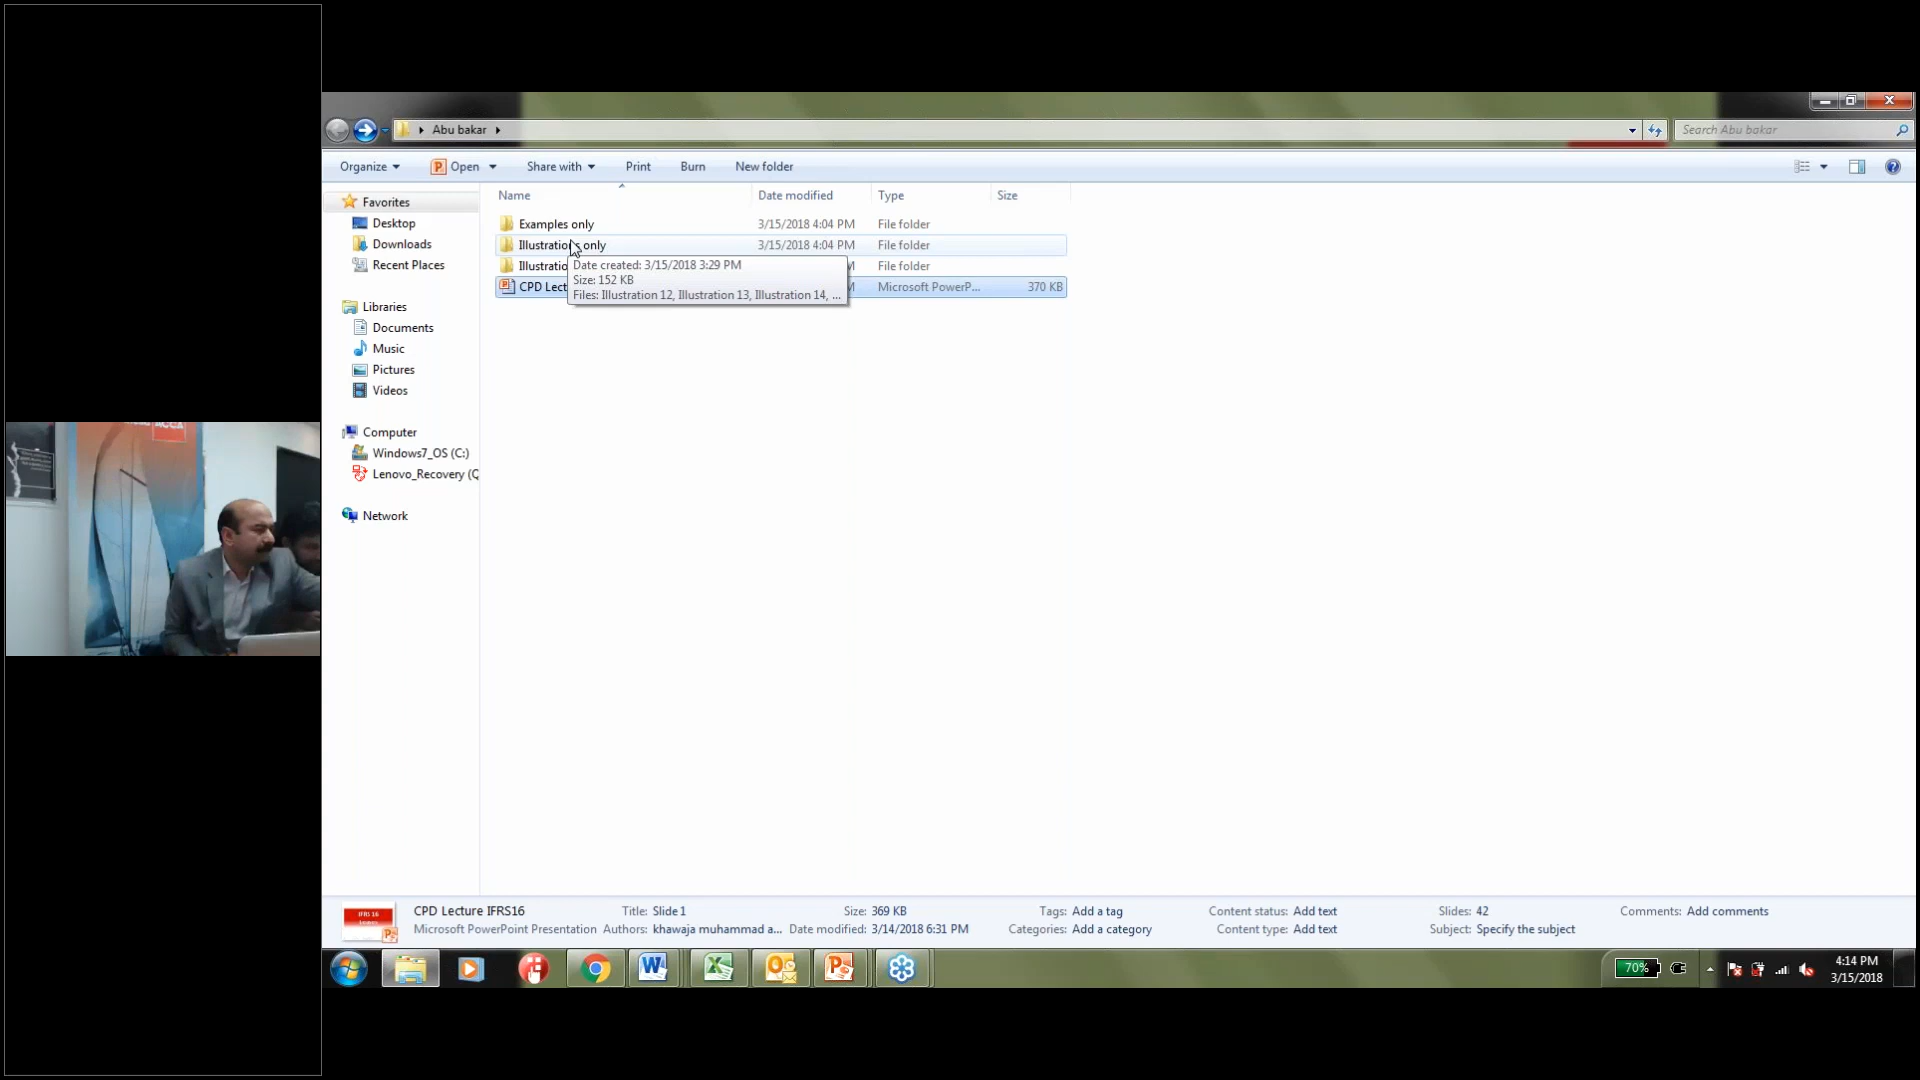 Abu bakar
Search Abu bakar
Organize
Open
Share with
Print
Burn
New folder
Name
Date modified
Type
Size
Favorites
Desktop
Downloads
Recent Places
Libraries
Documents
Music
Pictures
Videos
Computer
Windows7_OS (C:)
Lenovo_Recovery (Q
Network
Examples only
3/15/2018 4:04 PM
File folder
Illustrations only
3/15/2018 4:04 PM
File folder
Illustratio
M
File folder
CPD Lect
M
Microsoft PowerP...
370 KB
Date created: 3/15/2018 3:29 PM
Size: 152 KB
Files: Illustration 12, Illustration 13, Illustration 14, ...
ACCA
IFRS 16
CPD Lecture IFRS16
Title: Slide 1
Size: 369 KB
Tags: Add a tag
Content status: Add text
Slides: 42
Comments: Add comments
Microsoft PowerPoint Presentation
Authors: khawaja muhammad a...
Date modified: 3/14/2018 6:31 PM
Categories: Add a category
Content type: Add text
Subject: Specify the subject
70%
4:14 PM
3/15/2018